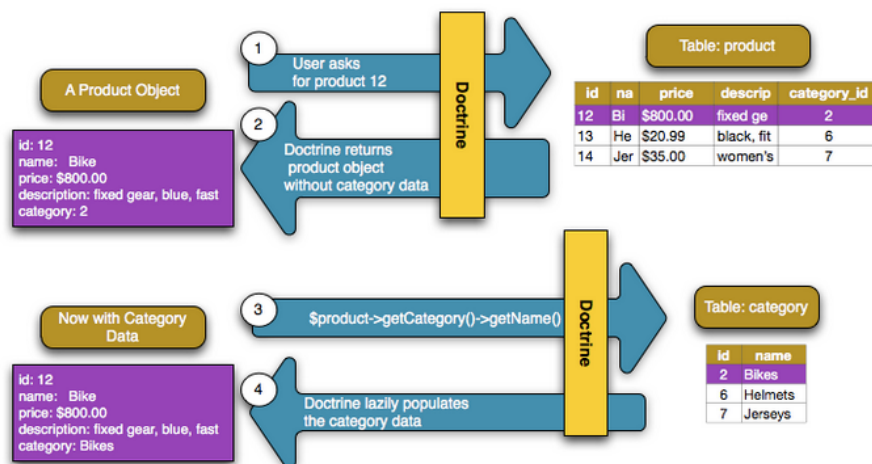 1
User asks
for product 12
Doctrine
Table: product
A Product Object
id na price descrip category_id
12 Bi $800.00 fixed ge 2
13 He $20.99 black, fit 6
14 Jer $35.00 women's 7
2
Doctrine returns
product object
without category data
id: 12
name: Bike
price: $800.00
description: fixed gear, blue, fast
category: 2
3
$product->getCategory()->getName()
Doctrine
Table: category
Now with Category
Data
id name
2 Bikes
6 Helmets
7 Jerseys
4
Doctrine lazily populates
the category data
id: 12
name: Bike
price: $800.00
description: fixed gear, blue, fast
category: Bikes